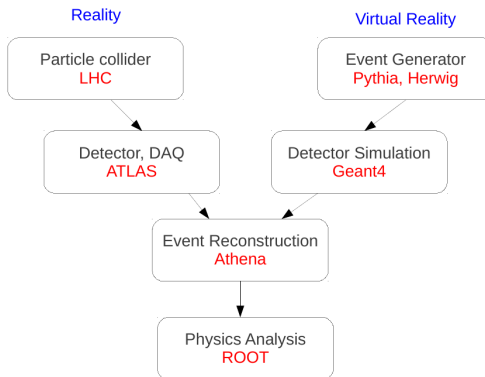 Reality
Virtual Reality
Particle collider
LHC
Event Generator
Pythia, Herwig
Detector, DAQ
ATLAS
Detector Simulation
Geant4
Event Reconstruction
Athena
Physics Analysis
ROOT